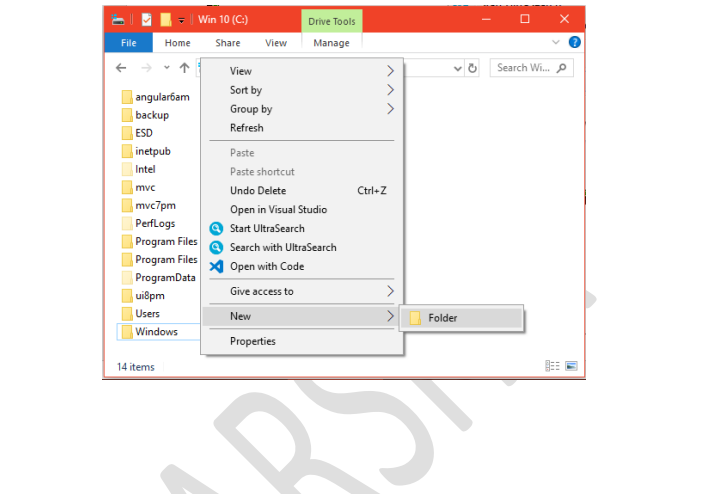 Win 10 (C:)
Drive Tools
File
Home
Share
View
Manage
Search Wi...
angular6am
backup
ESD
inetpub
Intel
mvc
mvc7pm
PerfLogs
Program Files
Program Files
ProgramData
ui8pm
Users
Windows
View
Sort by
Group by
Refresh
Paste
Paste shortcut
Undo Delete Ctrl+Z
Open in Visual Studio
Start UltraSearch
Search with UltraSearch
Open with Code
Give access to
New
Folder
Properties
14 items